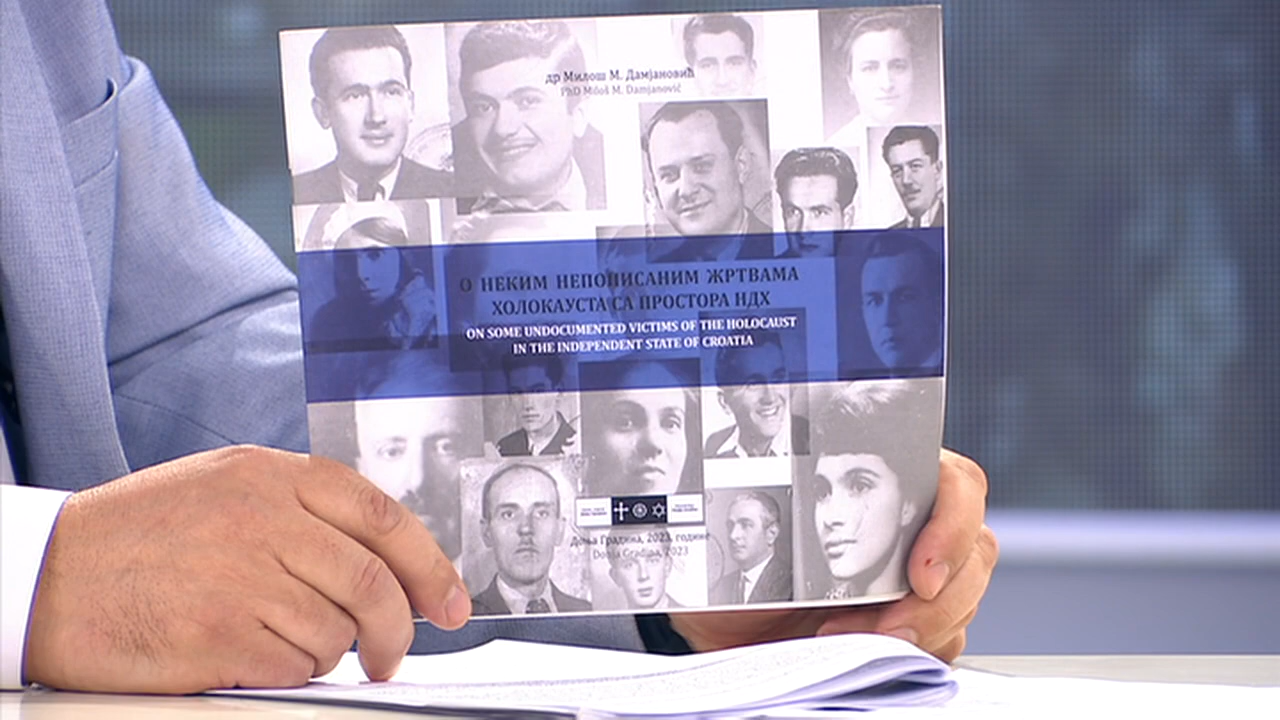 др Милош М. Дамјановић
PhD Miloš M. Damjanovič
О НЕКИМ НЕПОПИСАНИМ ЖРТВАМА
ХОЛОКАУСТА СА ПРОСТОРА НДХ
ON SOME UNDOCUMENTED VICTIMS OF THE HOLOCAUST
IN THE INDEPENDENT STATE OF CROATIA
Доња Градина, 2023. године
Donja Gradina, 2023